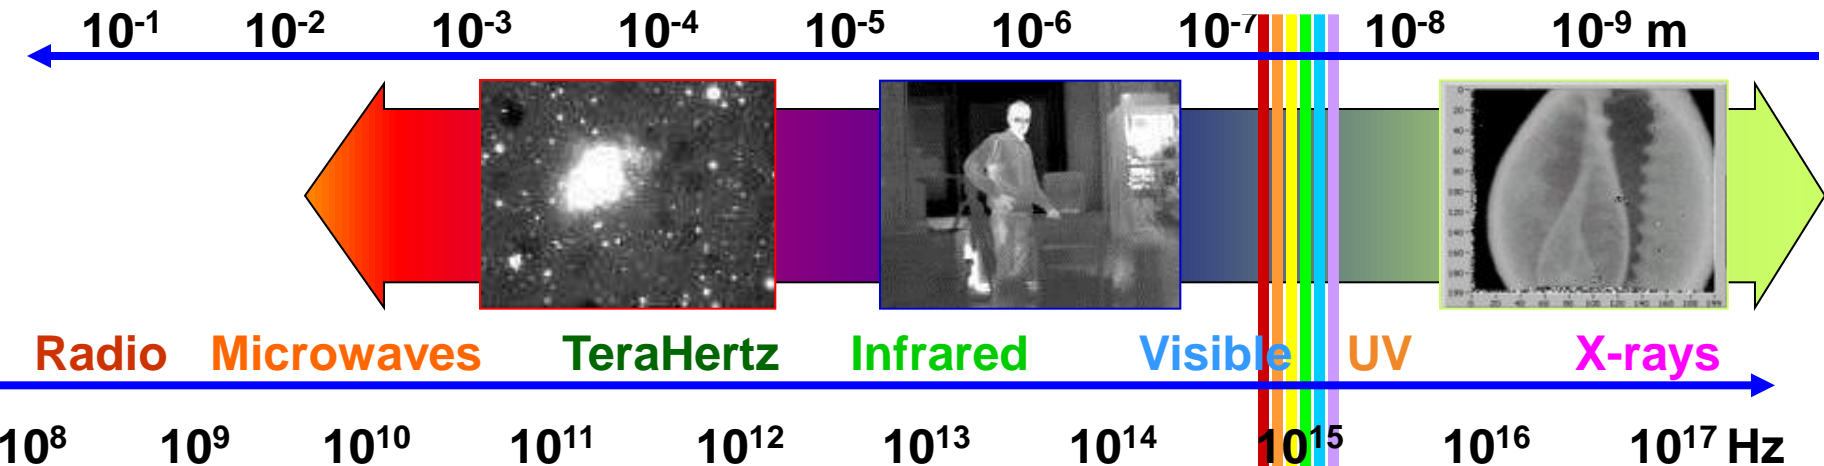 10⁻¹ 10⁻² 10⁻³ 10⁻⁴ 10⁻⁵ 10⁻⁶ 10⁻⁷ 10⁻⁸ 10⁻⁹ m
Radio Microwaves TeraHertz Infrared Visible UV X-rays
10⁸ 10⁹ 10¹⁰ 10¹¹ 10¹² 10¹³ 10¹⁴ 10¹⁵ 10¹⁶ 10¹⁷ Hz